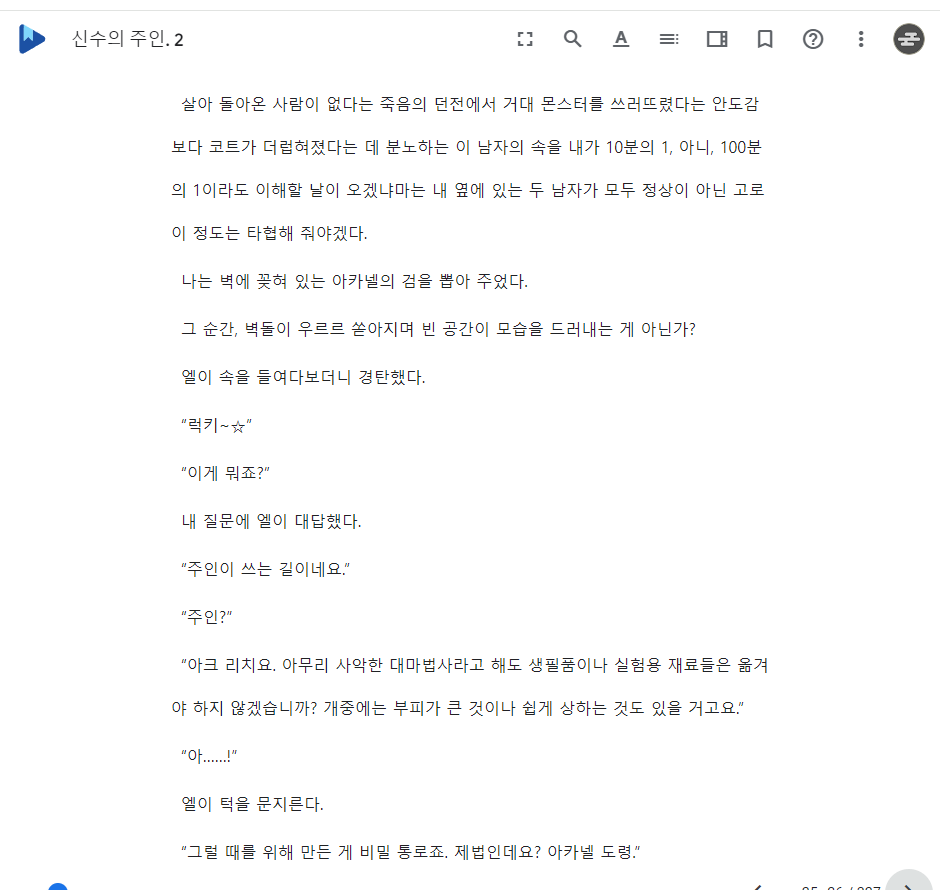 신수의 주인. 2
살아 돌아온 사람이 없다는 죽음의 던전에서 거대 몬스터를 쓰러뜨렸다는 안도감
보다 코트가 더럽혀졌다는 데 분노하는 이 남자의 속을 내가 10분의 1, 아니, 100분
의 1이라도 이해할 날이 오겠냐마는 내 옆에 있는 두 남자가 모두 정상이 아닌 고로
이 정도는 타협해 줘야겠다.
나는 벽에 꽂혀 있는 아카넬의 검을 뽑아 주었다.
그 순간, 벽돌이 우르르 쏟아지며 빈 공간이 모습을 드러내는 게 아닌가?
엘이 속을 들여다보더니 경탄했다.
“럭키~☆”
“이게 뭐죠?”
내 질문에 엘이 대답했다.
“주인이 쓰는 길이네요.”
“주인?”
“아크 리치요. 아무리 사악한 대마법사라고 해도 생필품이나 실험용 재료들은 옮겨
야 하지 않겠습니까? 개중에는 부피가 큰 것이나 쉽게 상하는 것도 있을 거고요.”
“아……!”
엘이 턱을 문지른다.
“그럴 때를 위해 만든 게 비밀 통로죠. 제법인데요? 아카넬 도령.”